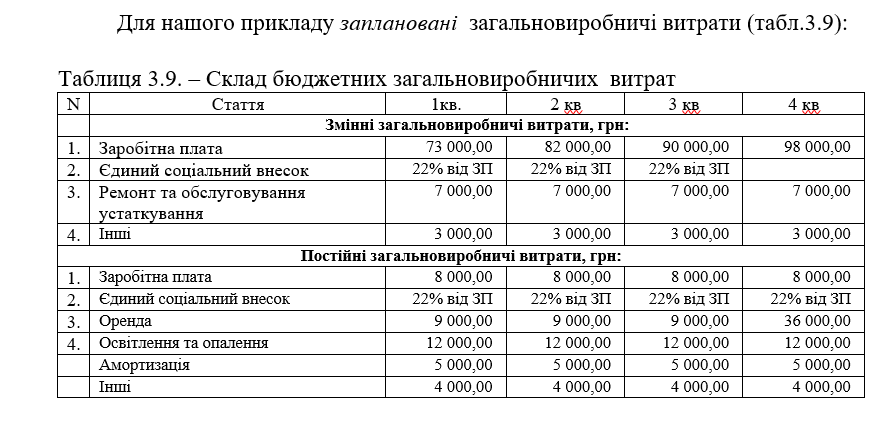 Для нашого прикладу заплановані загальновиробничі витрати (табл.3.9):
Таблиця 3.9. – Склад бюджетних загальновиробничих витрат
N Стаття 1кв. 2 кв 3 кв 4 кв
Змінні загальновиробничі витрати, грн:
1. Заробітна плата 73 000,00 82 000,00 90 000,00 98 000,00
2. Єдиний соціальний внесок 22% від ЗП 22% від ЗП 22% від ЗП
3. Ремонт та обслуговування 7 000,00 7 000,00 7 000,00 7 000,00
устаткування
4. Інші 3 000,00 3 000,00 3 000,00 3 000,00
Постійні загальновиробничі витрати, грн:
1. Заробітна плата 8 000,00 8 000,00 8 000,00 8 000,00
2. Єдиний соціальний внесок 22% від ЗП 22% від ЗП 22% від ЗП 22% від ЗП
3. Оренда 9 000,00 9 000,00 9 000,00 36 000,00
4. Освітлення та опалення 12 000,00 12 000,00 12 000,00 12 000,00
Амортизація 5 000,00 5 000,00 5 000,00 5 000,00
Інші 4 000,00 4 000,00 4 000,00 4 000,00